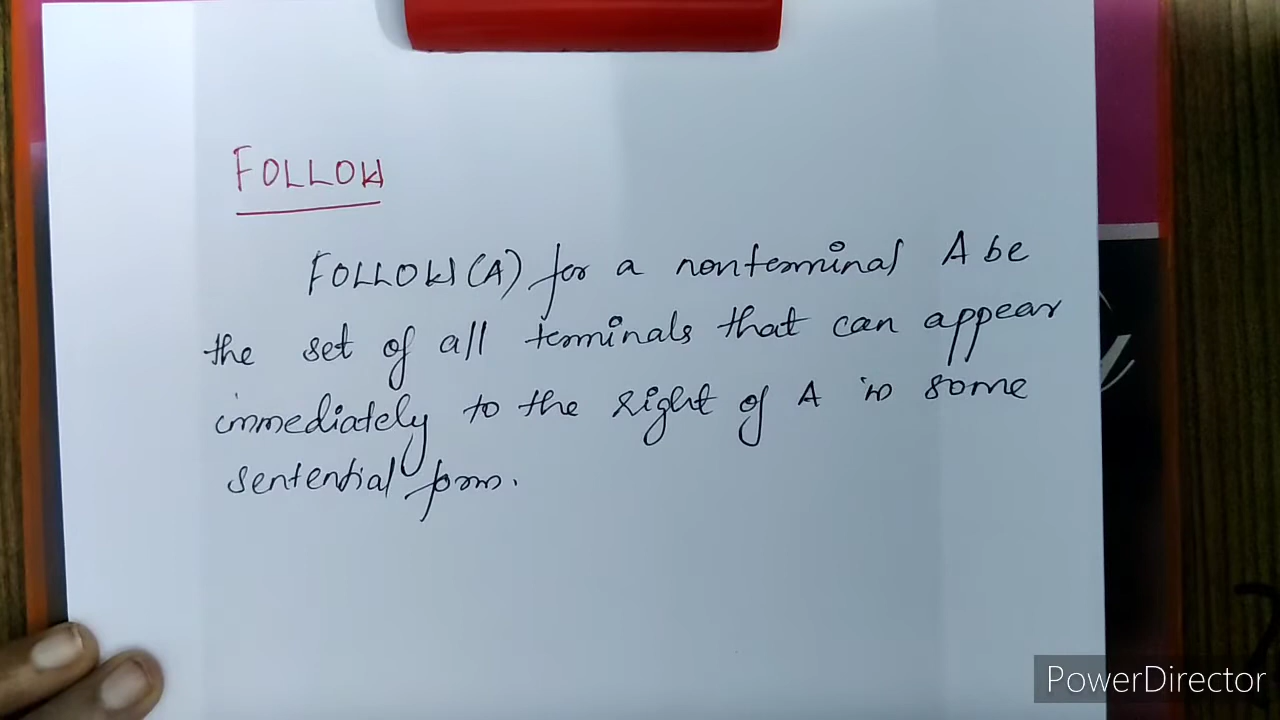 FOLLOW
FOLLOW(A) for a nonterminal A be
the set of all terminals that can appear
immediately to the right of A in some
sentential form.
PowerDirector